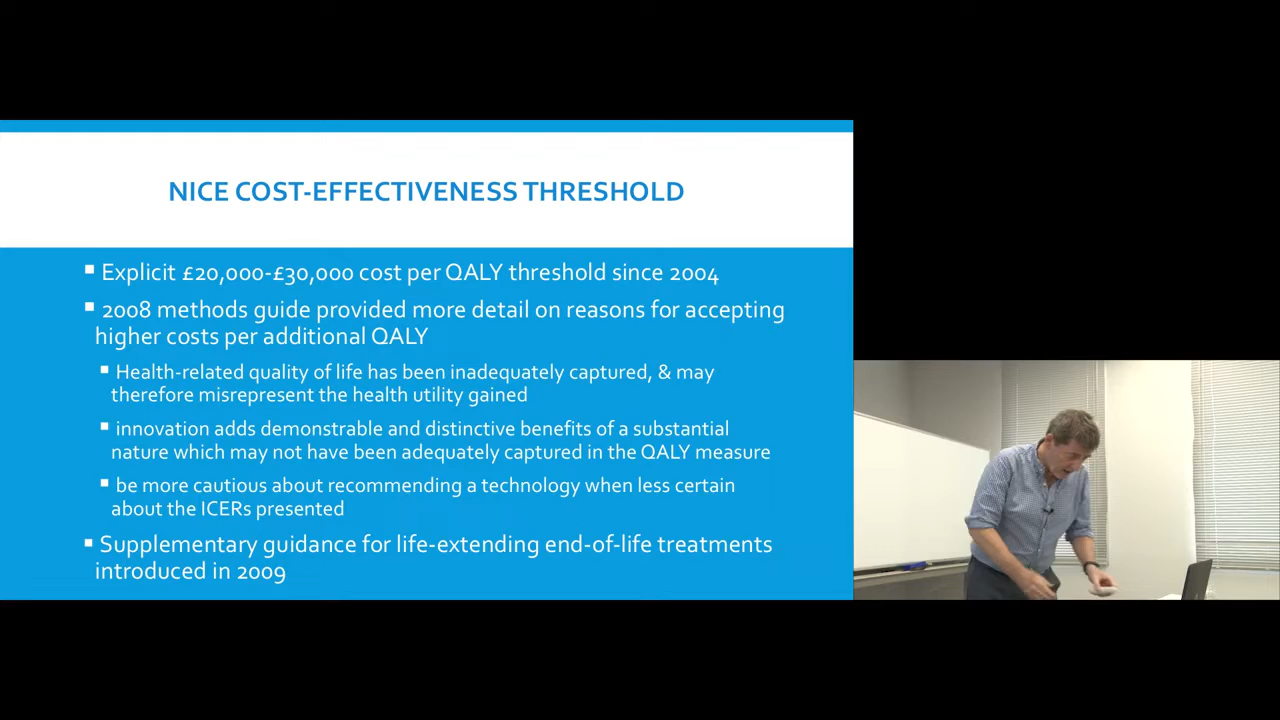 NICE COST-EFFECTIVENESS THRESHOLD
Explicit £20,000-£30,000 cost per QALY threshold since 2004
2008 methods guide provided more detail on reasons for accepting
higher costs per additional QALY
Health-related quality of life has been inadequately captured, & may
therefore misrepresent the health utility gained
innovation adds demonstrable and distinctive benefits of a substantial
nature which may not have been adequately captured in the QALY measure
be more cautious about recommending a technology when less certain
about the ICERs presented
Supplementary guidance for life-extending end-of-life treatments
introduced in 2009